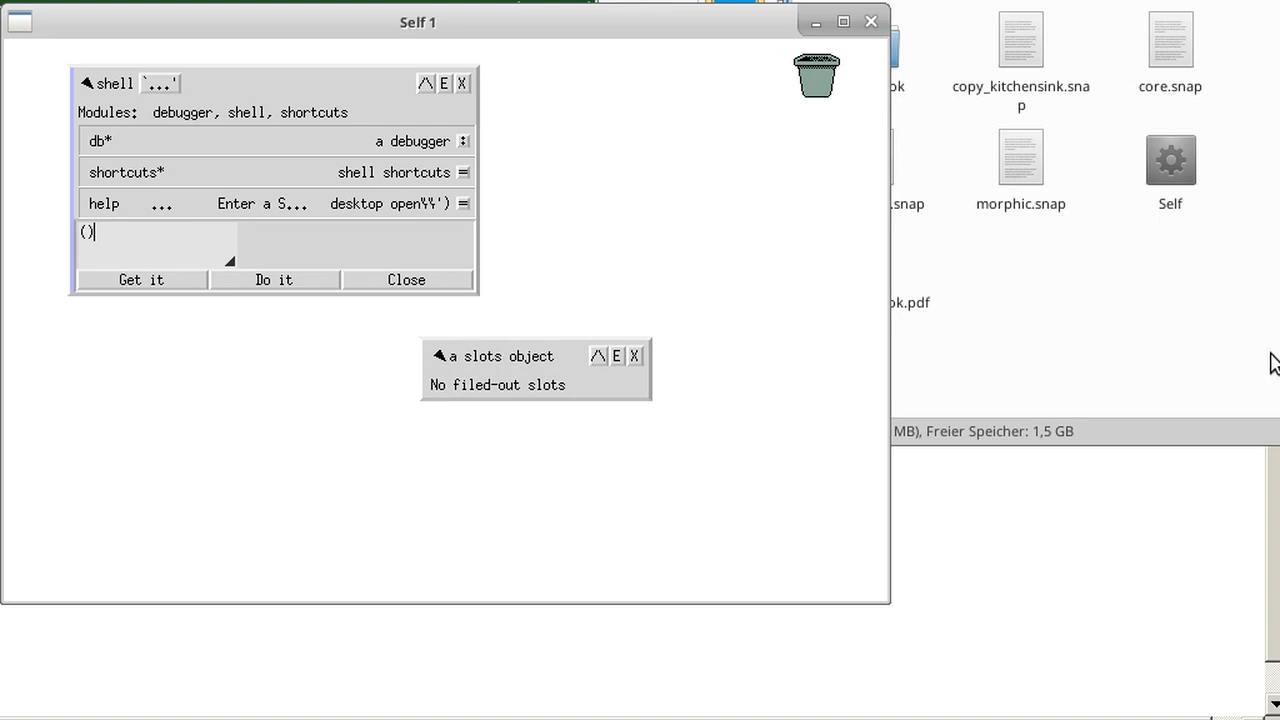 Self 1
shell `...' /\ E X
Modules: debugger, shell, shortcuts
db* a debugger :
shortcuts* shell shortcuts =
help ... Enter a S... desktop open%%') =
()
Get it Do it Close
a slots object /\ E X
No filed-out slots
ok
copy_kitchensink.sna
p
core.snap
.snap
morphic.snap
Self
ok.pdf
MB), Freier Speicher: 1,5 GB